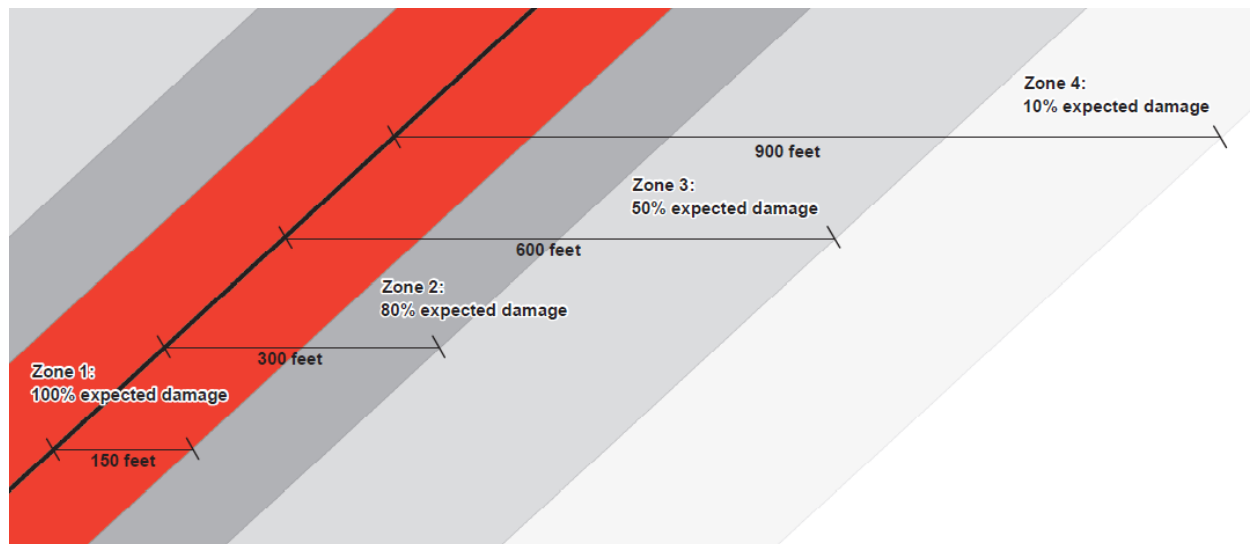 Zone 4:
10% expected damage
900 feet
Zone 3:
50% expected damage
600 feet
Zone 2:
80% expected damage
300 feet
Zone 1:
100% expected damage
150 feet